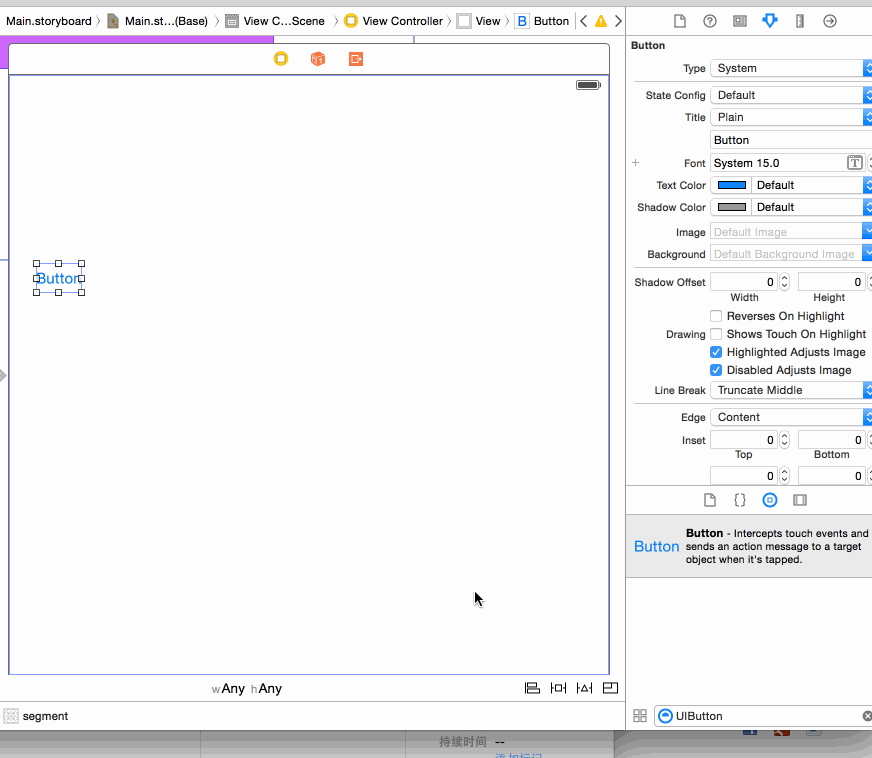 Main.storyboard
Main.st...(Base)
View C...Scene
View Controller
View
B Button
Button
Type System
State Config Default
Title Plain
Button
Font System 15.0 T
Text Color Default
Shadow Color Default
Image Default Image
Background Default Background Image
Shadow Offset 0 0
Width Height
Reverses On Highlight
Drawing Shows Touch On Highlight
Highlighted Adjusts Image
Disabled Adjusts Image
Line Break Truncate Middle
Edge Content
Inset 0 0
Top Bottom
0 0
Button
Button Button - Intercepts touch events and
sends an action message to a target
object when it's tapped.
wAny hAny
segment
UIButton
持续时间 --
添加标记